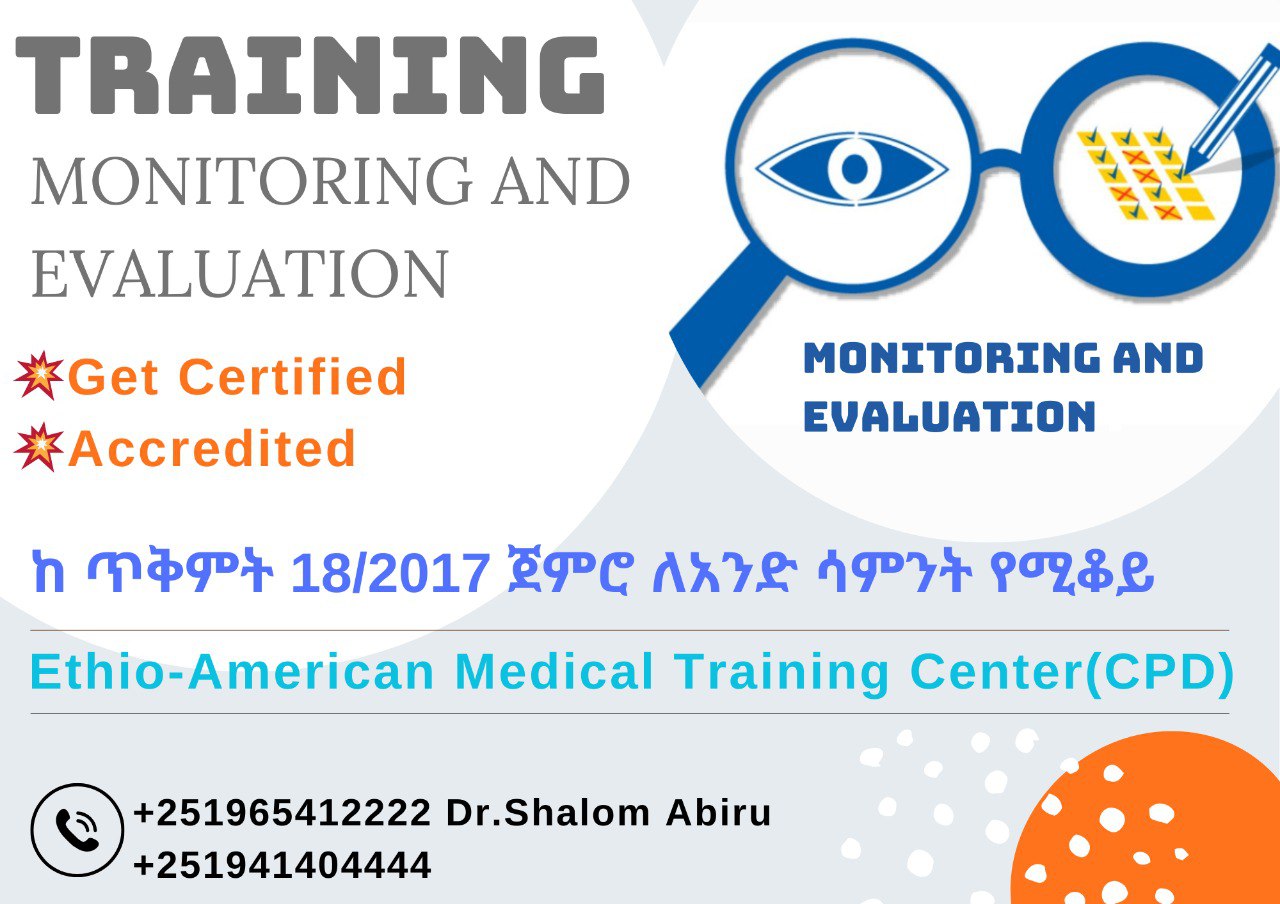 TRAINING
MONITORING AND
EVALUATION
Get Certified
Accredited
MONITORING AND
EVALUATION
ከ ጥቅምት 18/2017 ጀምሮ ለአንድ ሳምንት የሚቆይ
Ethio-American Medical Training Center(CPD)
+251965412222 Dr.Shalom Abiru
+251941404444